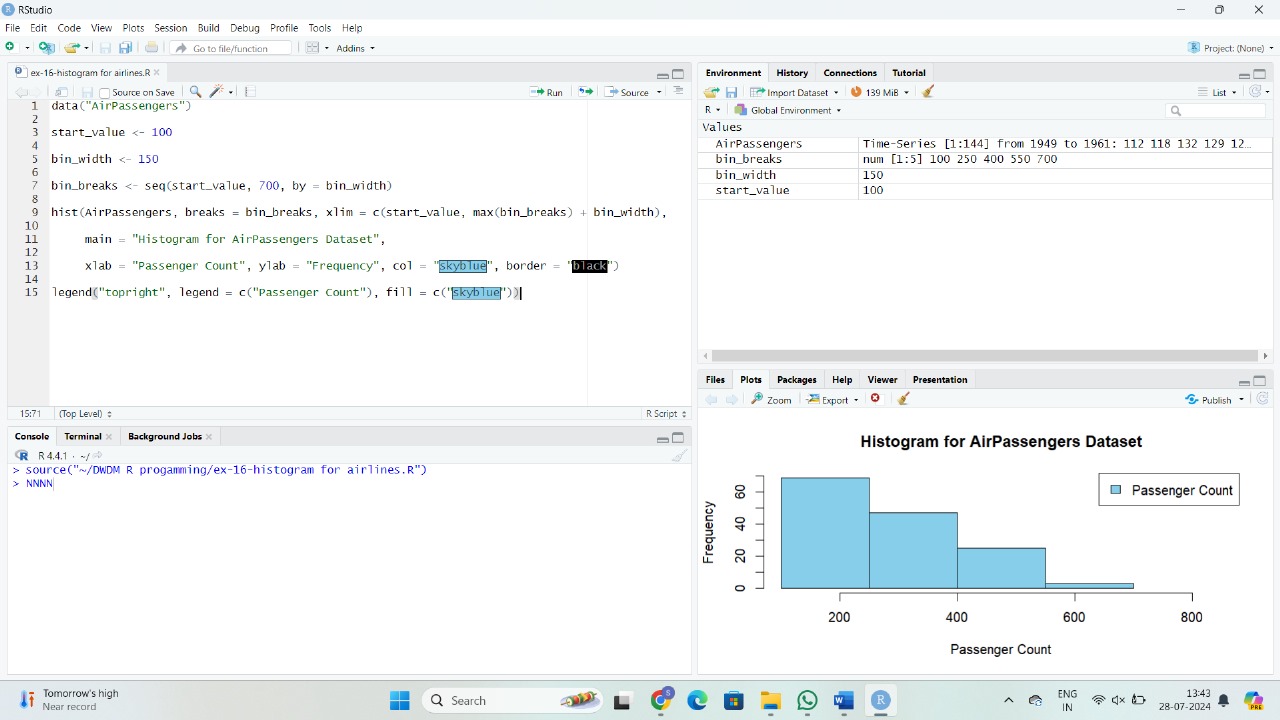 RStudio
File Edit Code View Plots Session Build Debug Profile Tools Help
Go to file/function Addins Project: (None)
ex-16-histogram for airlines.R
Source on Save Run Source
1 data("AirPassengers")
2
3 start_value <- 100
4
5 bin_width <- 150
6
7 bin_breaks <- seq(start_value, 700, by = bin_width)
8
9 hist(AirPassengers, breaks = bin_breaks, xlim = c(start_value, max(bin_breaks) + bin_width),
10
11 main = "Histogram for AirPassengers Dataset",
12
13 xlab = "Passenger Count", ylab = "Frequency", col = "skyblue", border = "black")
14
15 legend("topright", legend = c("Passenger Count"), fill = c("skyblue"))
15:71 (Top Level) R Script
Console Terminal Background Jobs
R 4.4.1 · ~/
> source("~/DWDM R progamming/ex-16-histogram for airlines.R")
> NNNN
Environment History Connections Tutorial
Import Dataset 139 MiB List
R Global Environment
Values
AirPassengers Time-Series [1:144] from 1949 to 1961: 112 118 132 129 12…
bin_breaks num [1:5] 100 250 400 550 700
bin_width 150
start_value 100
Files Plots Packages Help Viewer Presentation
Zoom Export Publish
Histogram for AirPassengers Dataset
Passenger Count
Frequency
60
40
20
0
200 400 600 800
Passenger Count
Tomorrow's high
Near record
Search
S
PRE
ENG
IN
13:43
28-07-2024